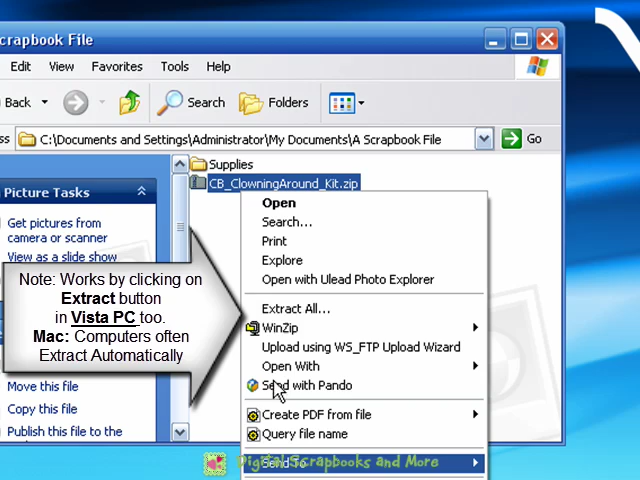 Scrapbook File
Edit View Favorites Tools Help
Back Search Folders
C:\Documents and Settings\Administrator\My Documents\A Scrapbook File Go
Picture Tasks
Get pictures from
camera or scanner
View as a slide show
Move this file
Copy this file
Publish this file to the
Supplies
CB_ClowningAround_Kit.zip
Open
Search...
Print
Explore
Open with Ulead Photo Explorer
Extract All...
WinZip
Upload using WS_FTP Upload Wizard
Open With
Send with Pando
Create PDF from file
Query file name
Send To
Note: Works by clicking on
Extract button
in Vista PC too.
Mac: Computers often
Extract Automatically
Digital Scrapbooks and More